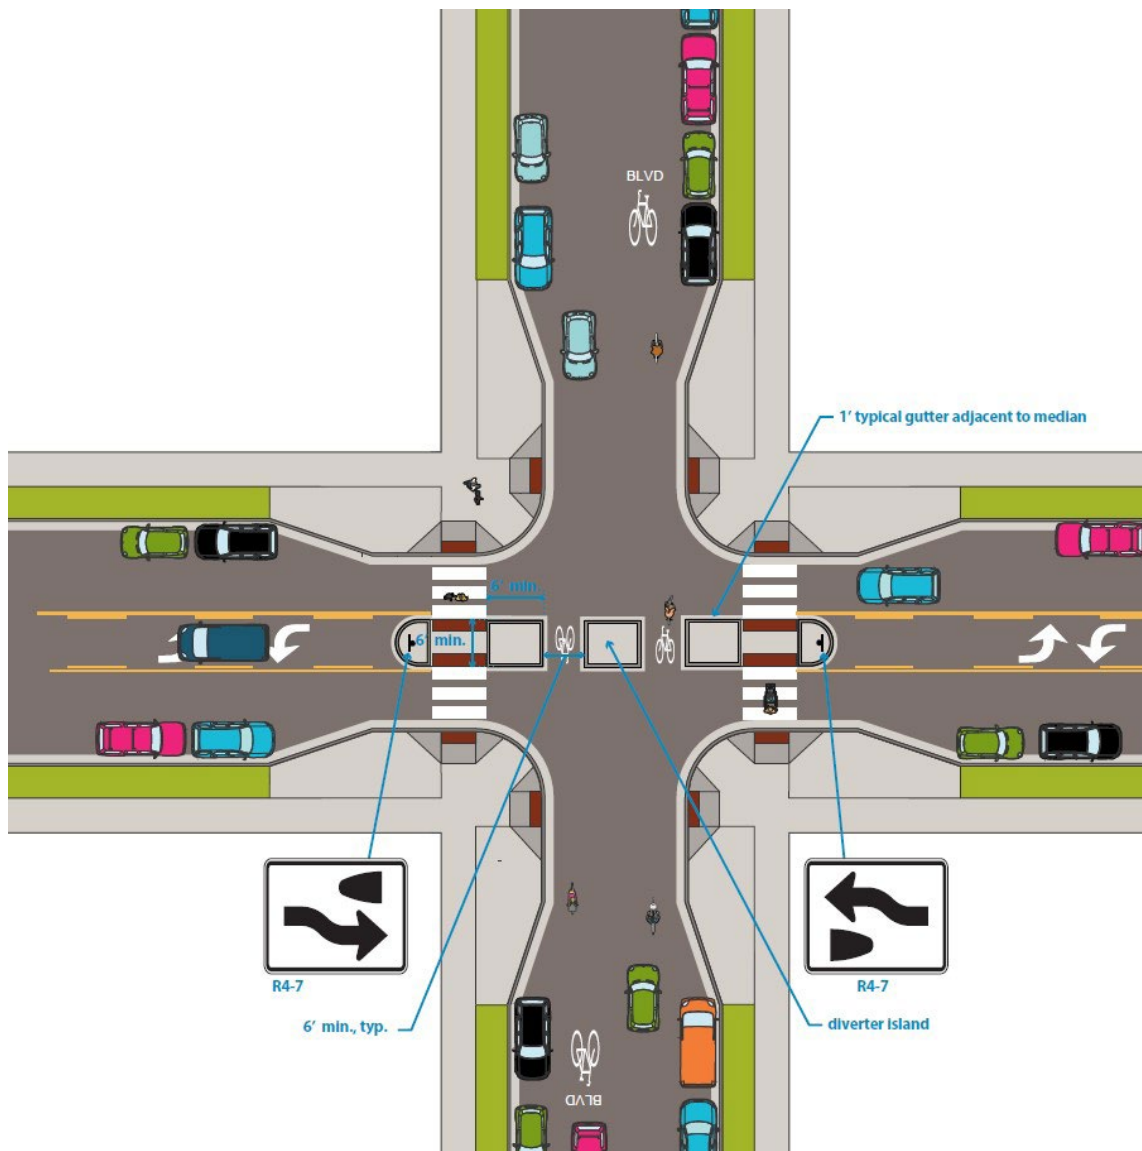 BLVD
1' typical gutter adjacent to median
6' min.
6' min.
R4-7
R4-7
6' min., typ.
diverter island
BLVD